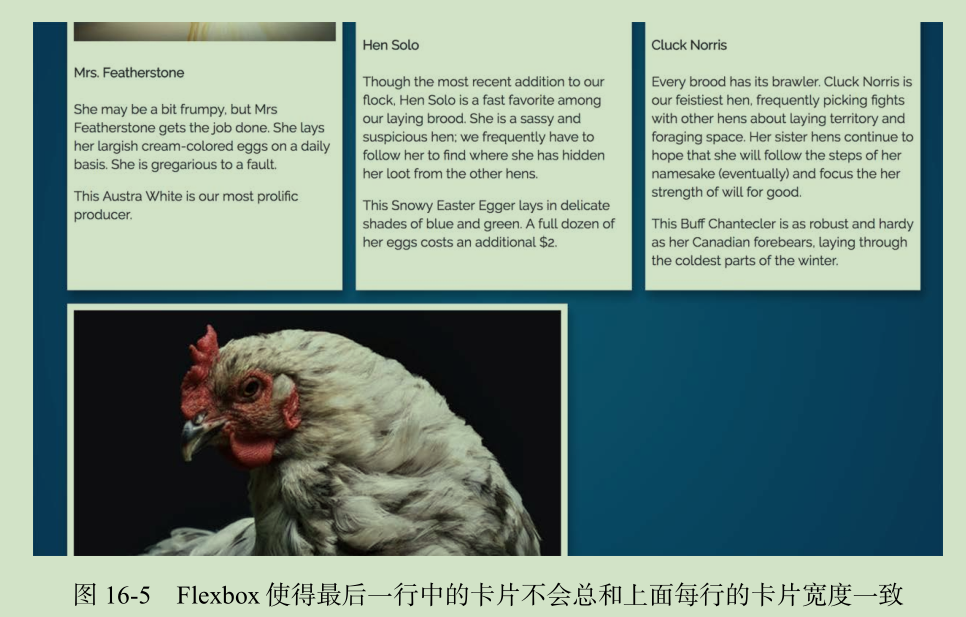 Mrs. Featherstone
She may be a bit frumpy, but Mrs
Featherstone gets the job done. She lays
her largish cream-colored eggs on a daily
basis. She is gregarious to a fault.
This Austra White is our most prolific
producer.
Hen Solo
Though the most recent addition to our
flock, Hen Solo is a fast favorite among
our laying brood. She is a sassy and
suspicious hen; we frequently have to
follow her to find where she has hidden
her loot from the other hens.
This Snowy Easter Egger lays in delicate
shades of blue and green. A full dozen of
her eggs costs an additional $2.
Cluck Norris
Every brood has its brawler. Cluck Norris is
our feistiest hen, frequently picking fights
with other hens about laying territory and
foraging space. Her sister hens continue to
hope that she will follow the steps of her
namesake (eventually) and focus the her
strength of will for good.
This Buff Chantecler is as robust and hardy
as her Canadian forebears, laying through
the coldest parts of the winter.
图 16-5 Flexbox 使得最后一行中的卡片不会总和上面每行的卡片宽度一致